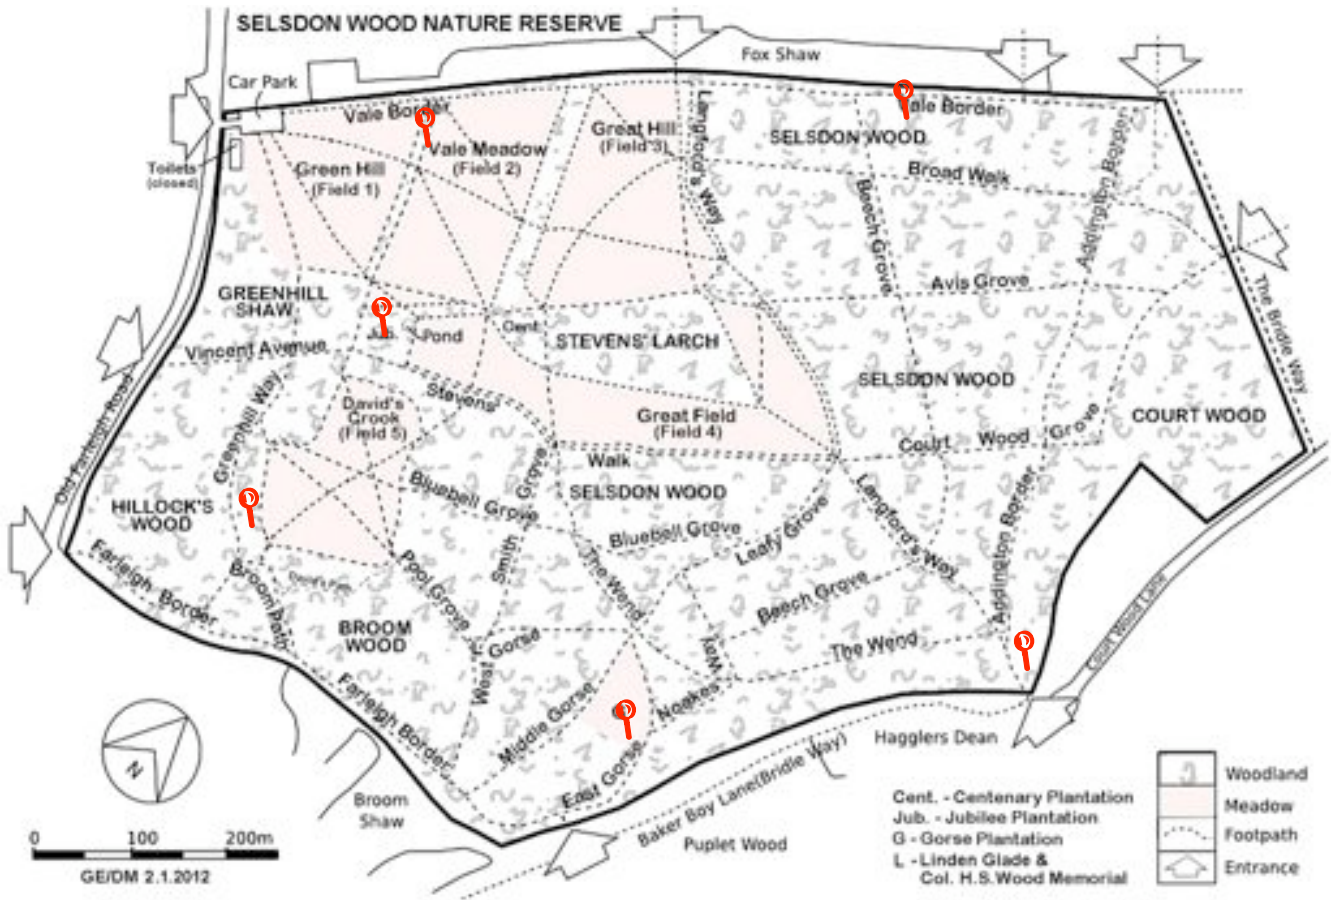 SELSDON WOOD NATURE RESERVE
Fox Shaw
Car Park
Vale Border
Vale Border
Great Hill
(Field 3)
Langford's Way
SELSDON WOOD
Vale Meadow
(Field 2)
Toilets
(closed)
Green Hill
(Field 1)
Broad Walk
Beech Grove
Addington Border
Avis Grove
The Bridle Way
GREENHILL
SHAW
Jub.
Pond
Cent.
STEVENS' LARCH
Vincent Avenue
Stevens
SELSDON WOOD
Greenhill Way
David's
Crook
(Field 5)
Great Field
(Field 4)
COURT WOOD
Court Wood Grove
Old Farleigh Road
Walk
HILLOCK'S
WOOD
Bluebell Grove
SELSDON WOOD
Smith Grove
Bluebell Grove
Leafy Grove
Langford's Way
Addington Border
Farleigh Border
Broom Path
Pool Grove
The Wend
Beech Grove
Court Wood Lane
BROOM
WOOD
West Gorse
Way
The Wend
Farleigh Border
Middle Gorse
Noakes
East Gorse
Hagglers Dean
Baker Boy Lane(Bridle Way)
Broom
Shaw
Puplet Wood
N
0 100 200m
GE/DM 2.1.2012
Cent. - Centenary Plantation
Jub. - Jubilee Plantation
G - Gorse Plantation
L - Linden Glade &
Col. H.S.Wood Memorial
Woodland
Meadow
Footpath
Entrance